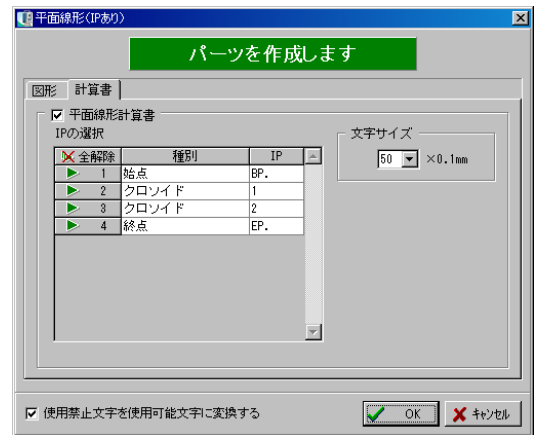 平面線形(IPあり)
パーツを作成します
図形 計算書
平面線形計算書
IPの選択
文字サイズ
全解除 種別 IP
50 ×0.1mm
1 始点 BP.
2 クロソイド 1
3 クロソイド 2
4 終点 EP.
使用禁止文字を使用可能文字に変換する
OK
キャンセル